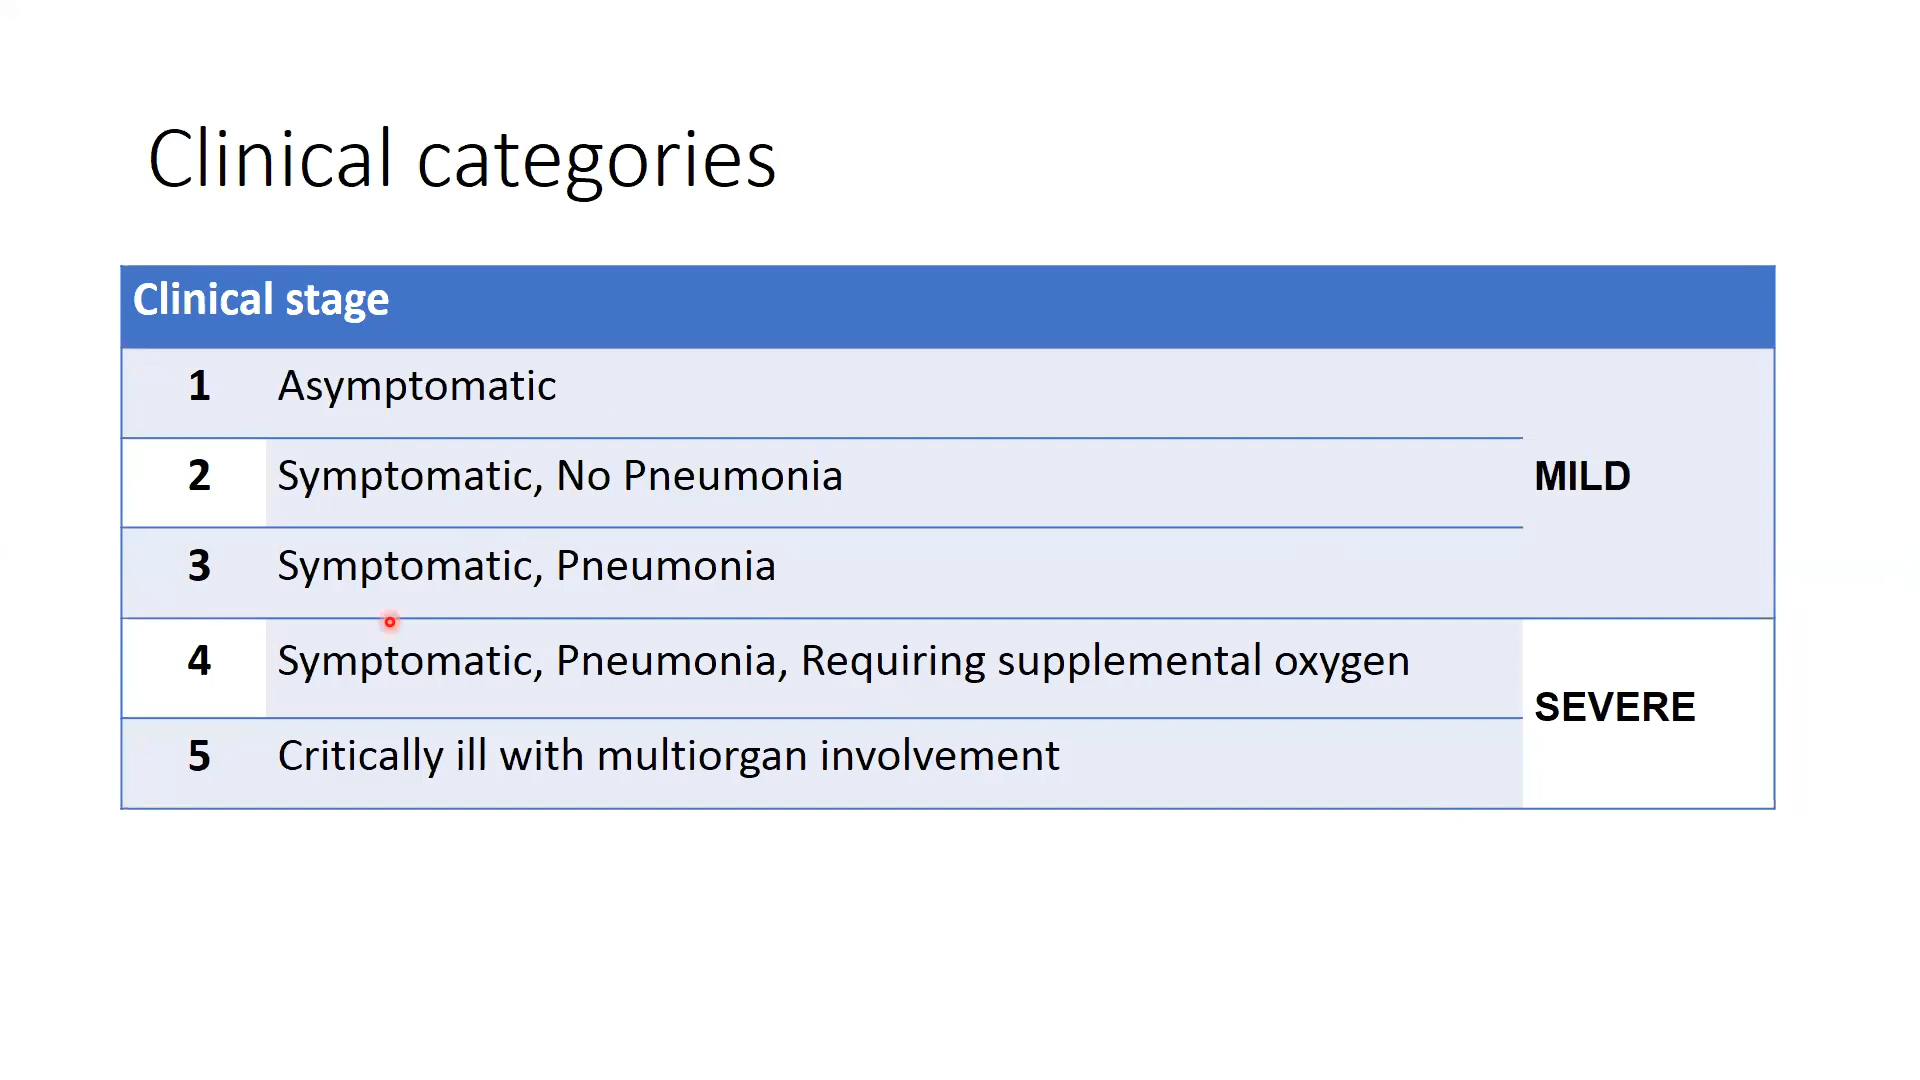 Clinical categories
Clinical stage
1 Asymptomatic
2 Symptomatic, No Pneumonia
MILD
3 Symptomatic, Pneumonia
4 Symptomatic, Pneumonia, Requiring supplemental oxygen
SEVERE
5 Critically ill with multiorgan involvement